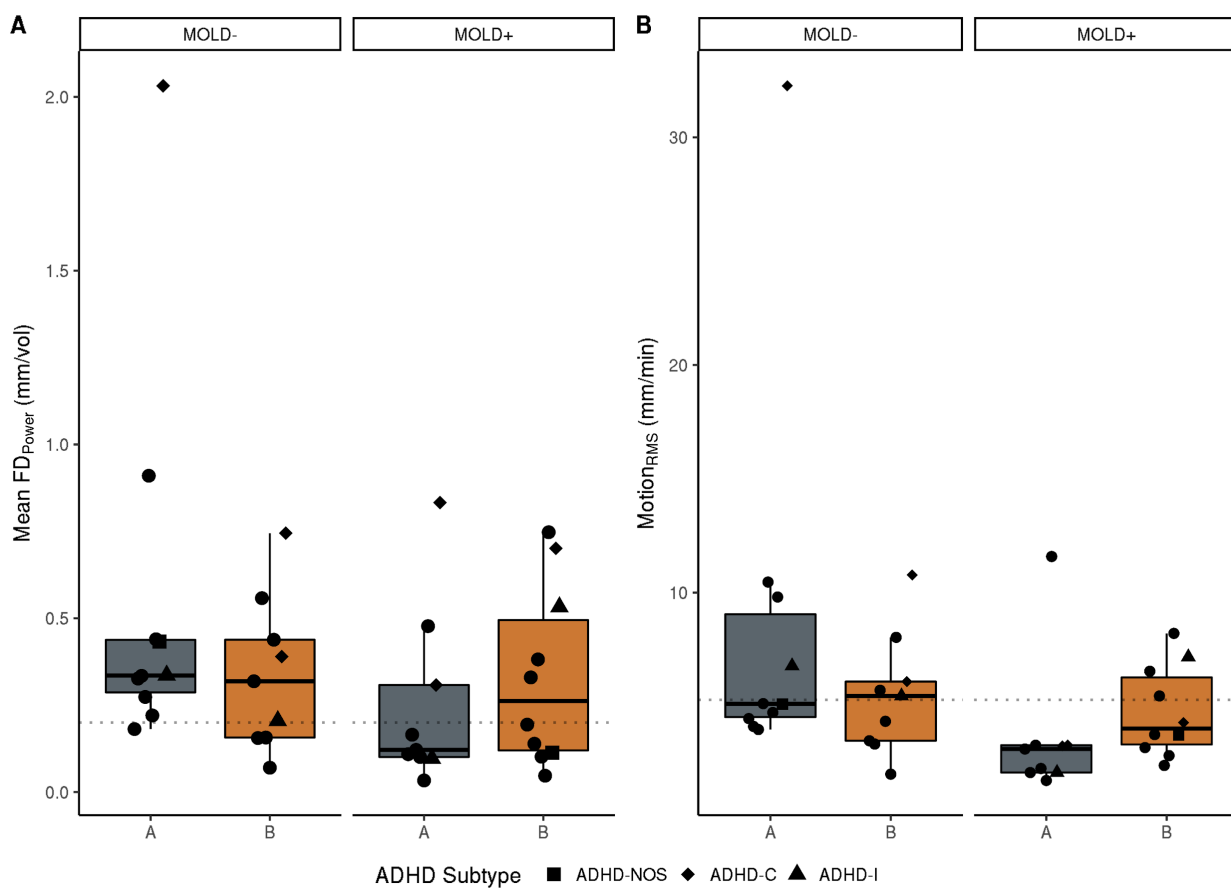 A
MOLD-
MOLD+
B
MOLD-
MOLD+
Mean FDPower (mm/vol)
2.0
1.5
1.0
0.5
0.0
A
B
A
B
MotionRMS (mm/min)
30
20
10
A
B
A
B
ADHD Subtype ADHD-NOS ADHD-C ADHD-I